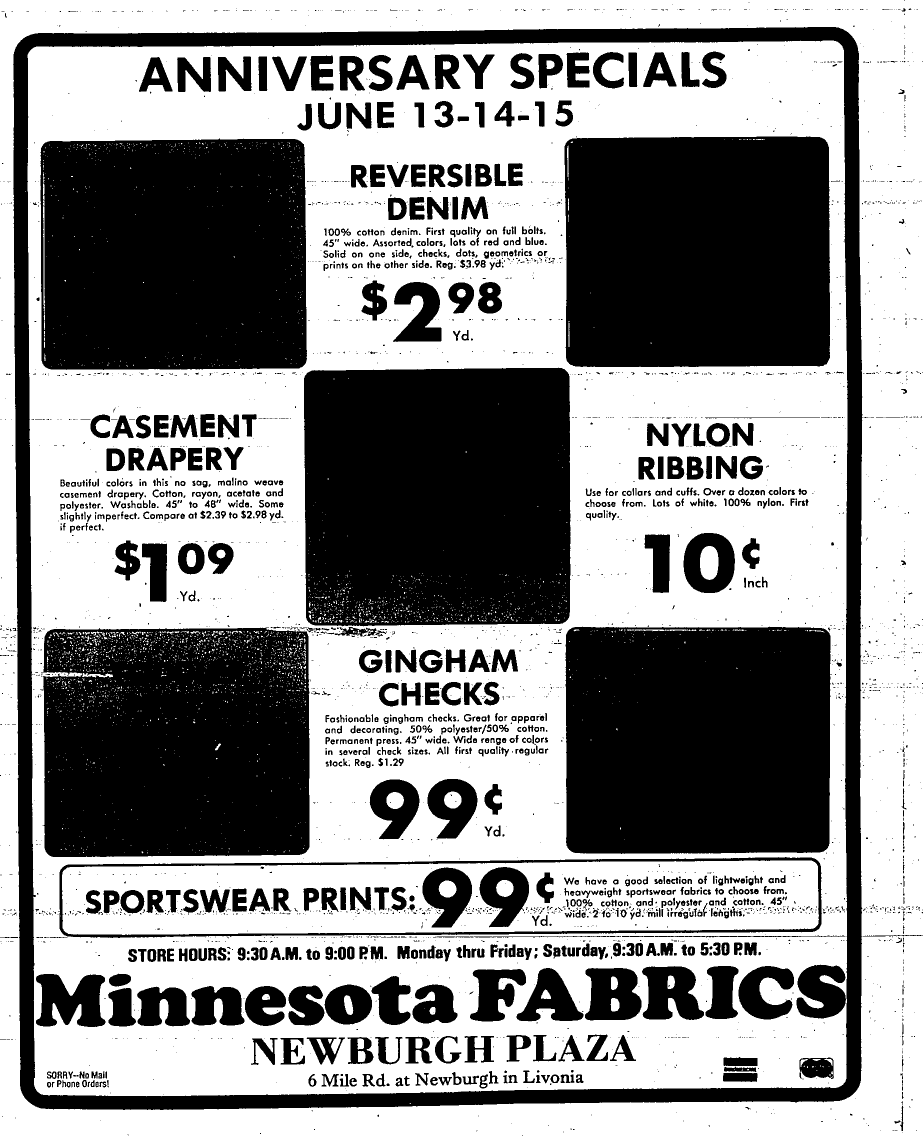 ANNIVERSARY SPECIALS
JUNE 13-14-15
REVERSIBLE
DENIM
100% cotton denim. First quality on full bolts.
45" wide. Assorted colors, lots of red and blue.
Solid on one side, checks, dots, geometrics or
prints on the other side. Reg. $3.98 yd.
$2 98
Yd.
CASEMENT
DRAPERY
Beautiful colors in this no sag, malino weave
casement drapery. Cotton, rayon, acetate and
polyester. Washable. 45" to 48" wide. Some
slightly imperfect. Compare at $2.39 to $2.98 yd.
if perfect.
$1 09
Yd.
NYLON
RIBBING
Use for collars and cuffs. Over a dozen colors to
choose from. Lots of white. 100% nylon. First
quality.
10¢
Inch
GINGHAM
CHECKS
Fashionable gingham checks. Great for apparel
and decorating. 50% polyester/50% cotton.
Permanent press. 45" wide. Wide range of colors
in several check sizes. All first quality regular
stock. Reg. $1.29
99¢
Yd.
SPORTSWEAR PRINTS: 99¢
Yd.
We have a good selection of lightweight and
heavyweight sportswear fabrics to choose from.
100% cotton and polyester and cotton. 45"
wide. 2 to 10 yd. mill irregular lengths.
STORE HOURS: 9:30 A.M. to 9:00 P.M. Monday thru Friday; Saturday, 9:30 A.M. to 5:30 P.M.
Minnesota FABRICS
NEWBURGH PLAZA
6 Mile Rd. at Newburgh in Livonia
SORRY--No Mail
or Phone Orders!